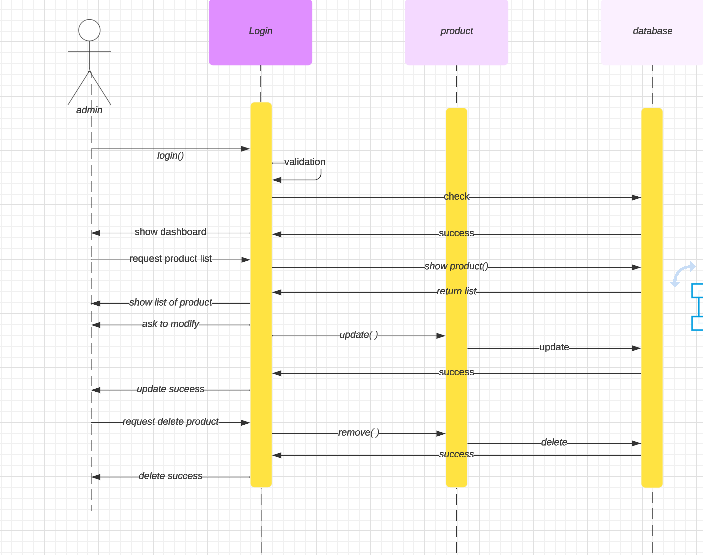 Login
product
database
admin
login()
validation
check
show dashboard
success
request product list
show product()
return list
show list of product
ask to modify
update( )
update
success
update suceess
request delete product
remove( )
delete
success
delete success